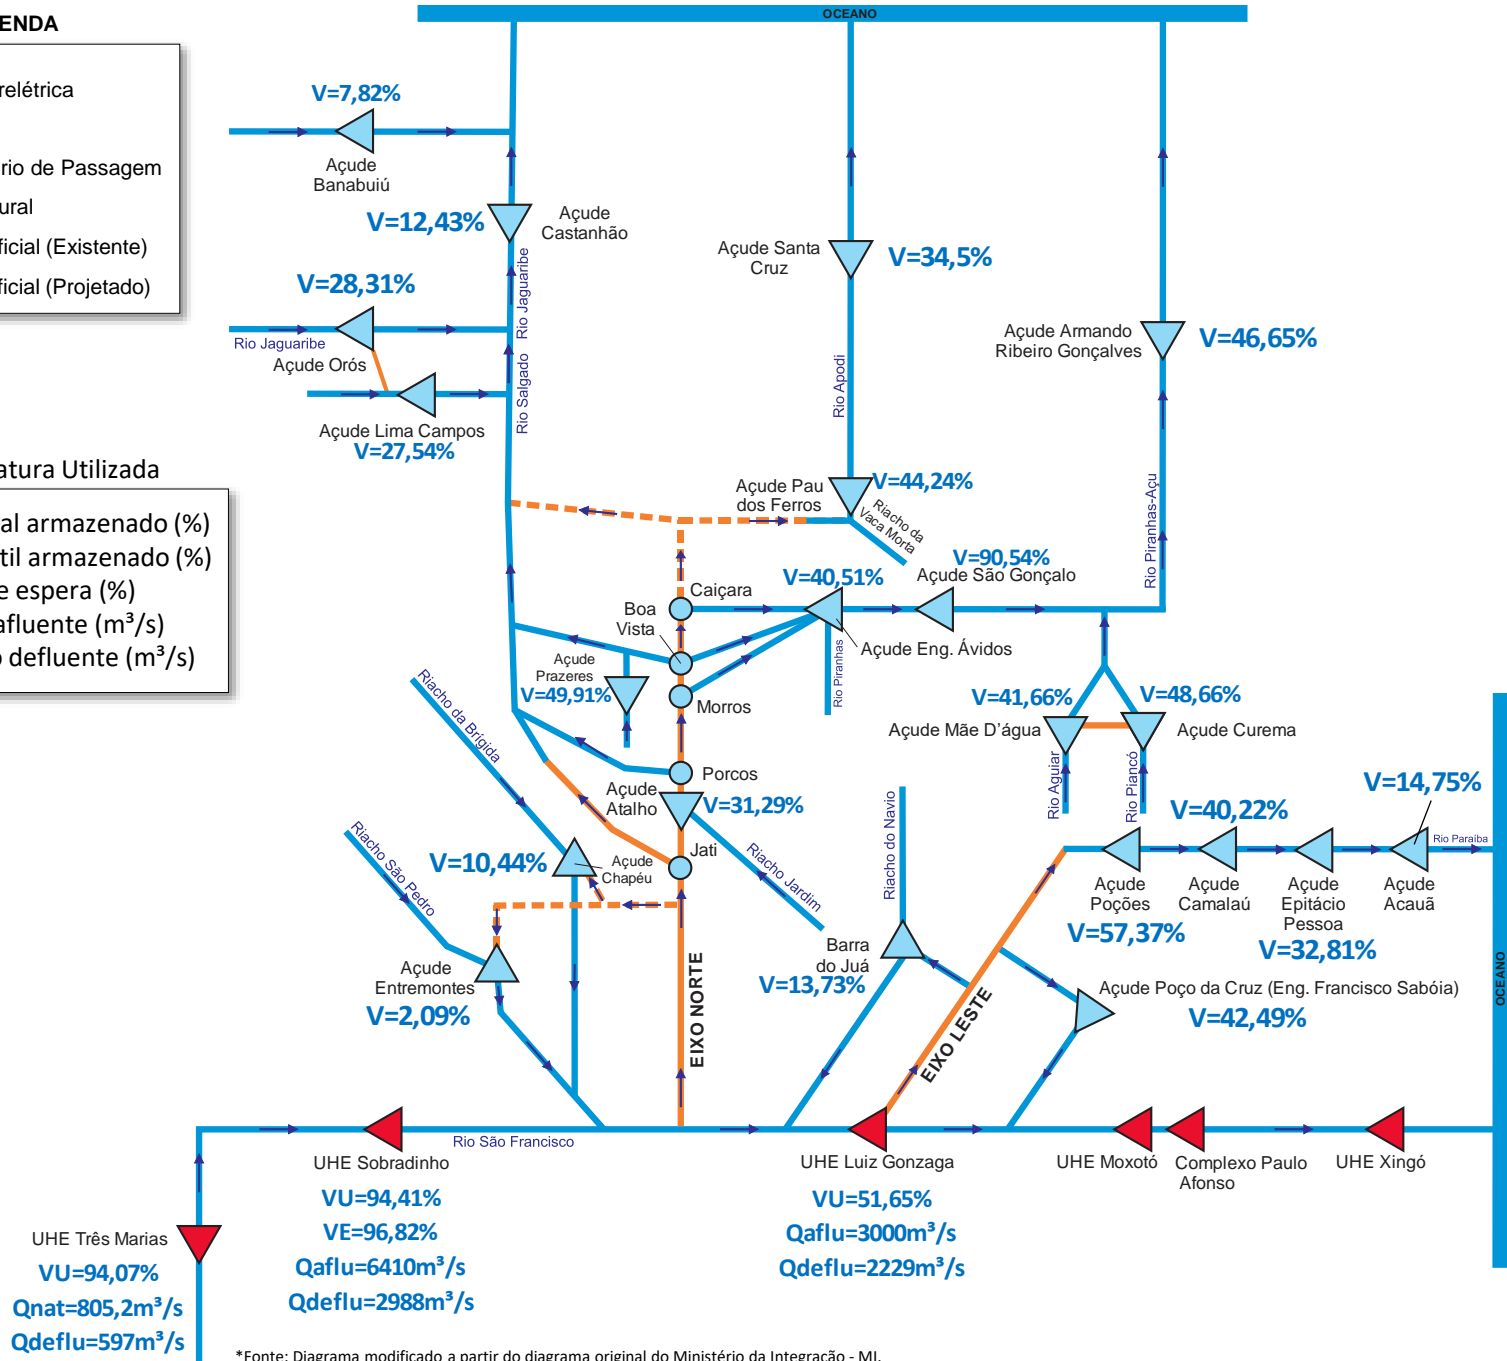 OCEANO
ENDA
relétrica
rio de Passagem
ural
ficial (Existente)
ficial (Projetado)
V=7,82%
Açude
Banabuiú
V=12,43%
Açude
Castanhão
Rio Jaguaribe
V=28,31%
Rio Jaguaribe
Açude Orós
Rio Salgado
Açude Lima Campos
V=27,54%
Açude Santa
Cruz
V=34,5%
Rio Apodi
Açude Armando
Ribeiro Gonçalves
V=46,65%
Rio Piranhas-Açu
atura Utilizada
al armazenado (%)
til armazenado (%)
e espera (%)
afluente (m³/s)
o defluente (m³/s)
Açude Pau
dos Ferros
V=44,24%
Riacho da
Vaca Morta
V=90,54%
Açude São Gonçalo
V=40,51%
Caiçara
Boa
Vista
Açude Eng. Ávidos
Rio Piranhas
Açude
Prazeres
V=49,91%
Morros
V=41,66%
V=48,66%
Açude Mãe D'água
Açude Curema
Rio Aguiar
Rio Piancó
Riacho da Brígida
Porcos
Açude
Atalho
V=31,29%
Jati
Riacho Jardim
Riacho do Navio
Riacho São Pedro
V=10,44%
Açude
Chapéu
V=14,75%
V=40,22%
Rio Paraíba
Açude
Poções
V=57,37%
Açude
Camalaú
Açude
Epitácio
Pessoa
V=32,81%
Açude
Acauã
Açude
Entremontes
V=2,09%
EIXO NORTE
Barra
do Juá
V=13,73%
EIXO LESTE
Açude Poço da Cruz (Eng. Francisco Sabóia)
V=42,49%
OCEANO
Rio São Francisco
UHE Sobradinho
VU=94,41%
VE=96,82%
Qaflu=6410m³/s
Qdeflu=2988m³/s
UHE Luiz Gonzaga
VU=51,65%
Qaflu=3000m³/s
Qdeflu=2229m³/s
UHE Moxotó
Complexo Paulo
Afonso
UHE Xingó
UHE Três Marias
VU=94,07%
Qnat=805,2m³/s
Qdeflu=597m³/s
*Fonte: Diagrama modificado a partir do diagrama original do Ministério da Integração - MI.